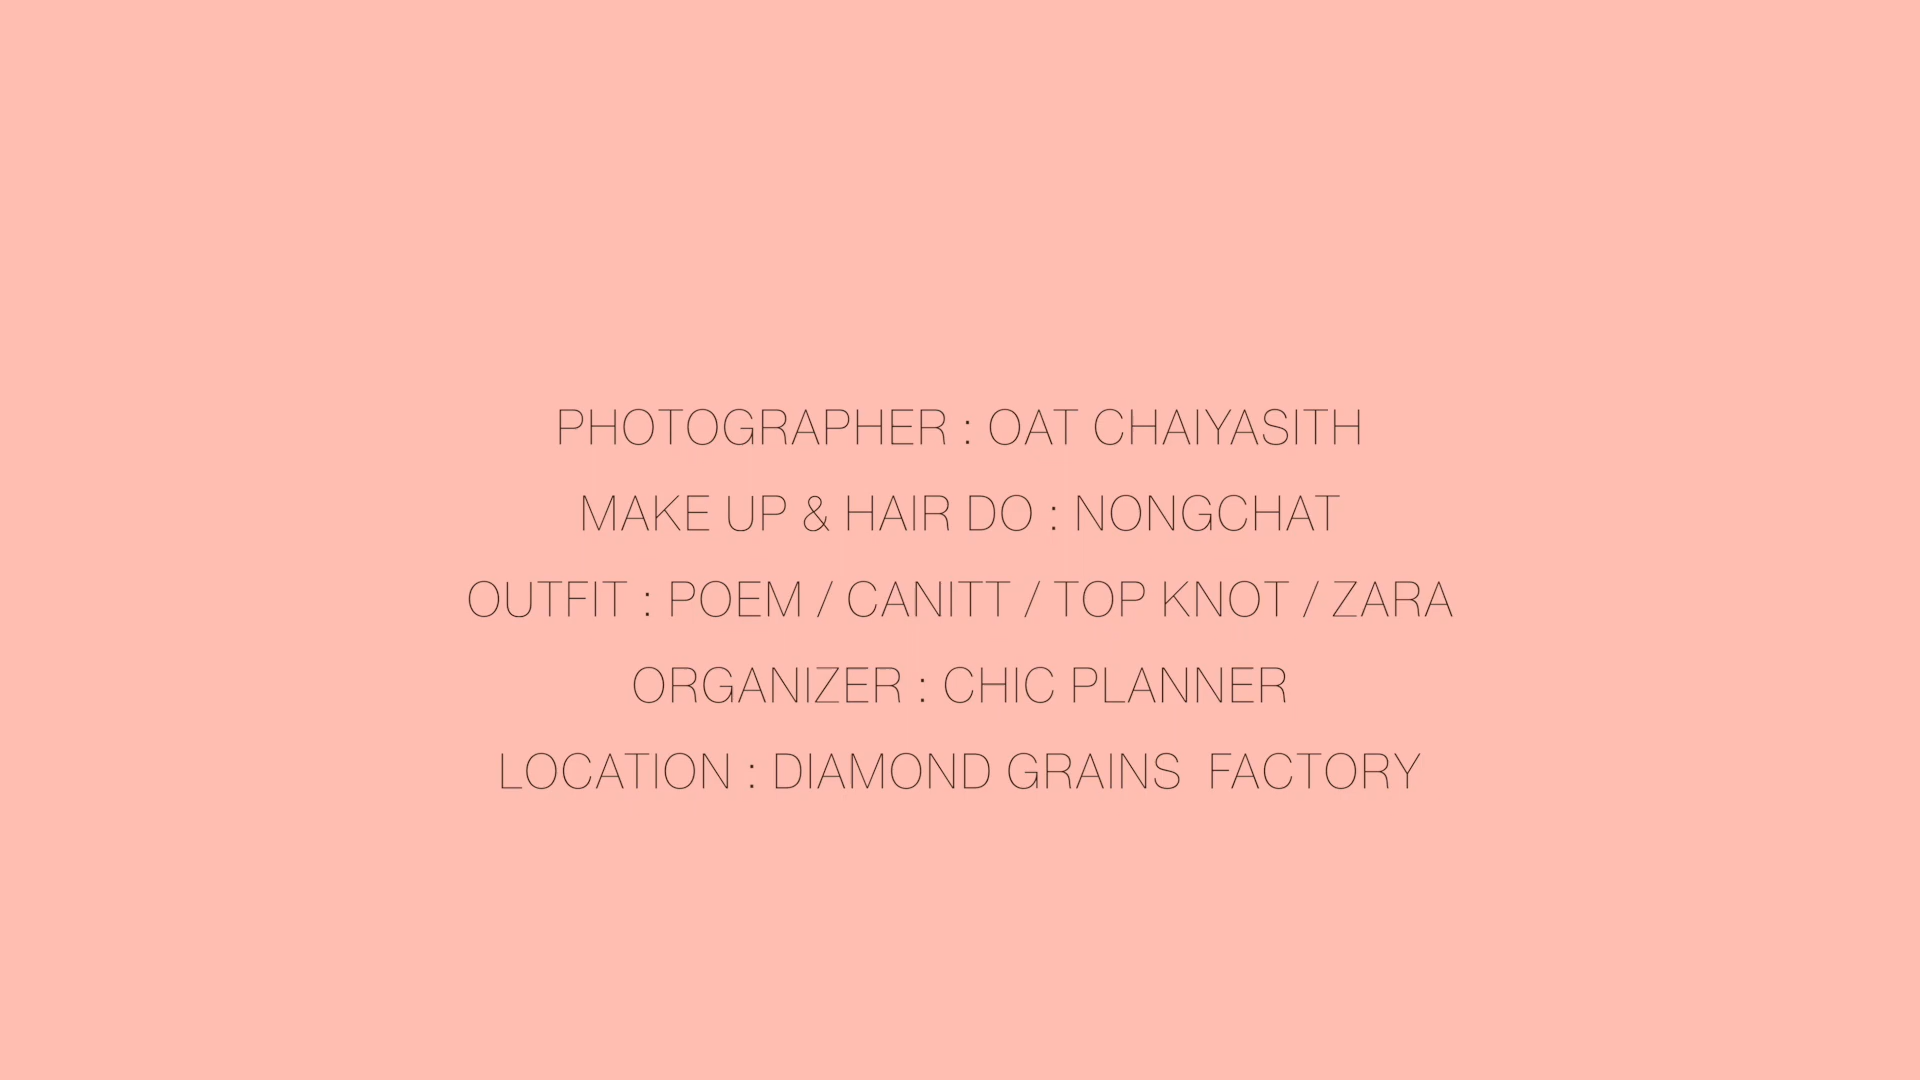 PHOTOGRAPHER : OAT CHAIYASITH
MAKE UP & HAIR DO : NONGCHAT
OUTFIT : POEM / CANITT / TOP KNOT / ZARA
ORGANIZER : CHIC PLANNER
LOCATION : DIAMOND GRAINS  FACTORY